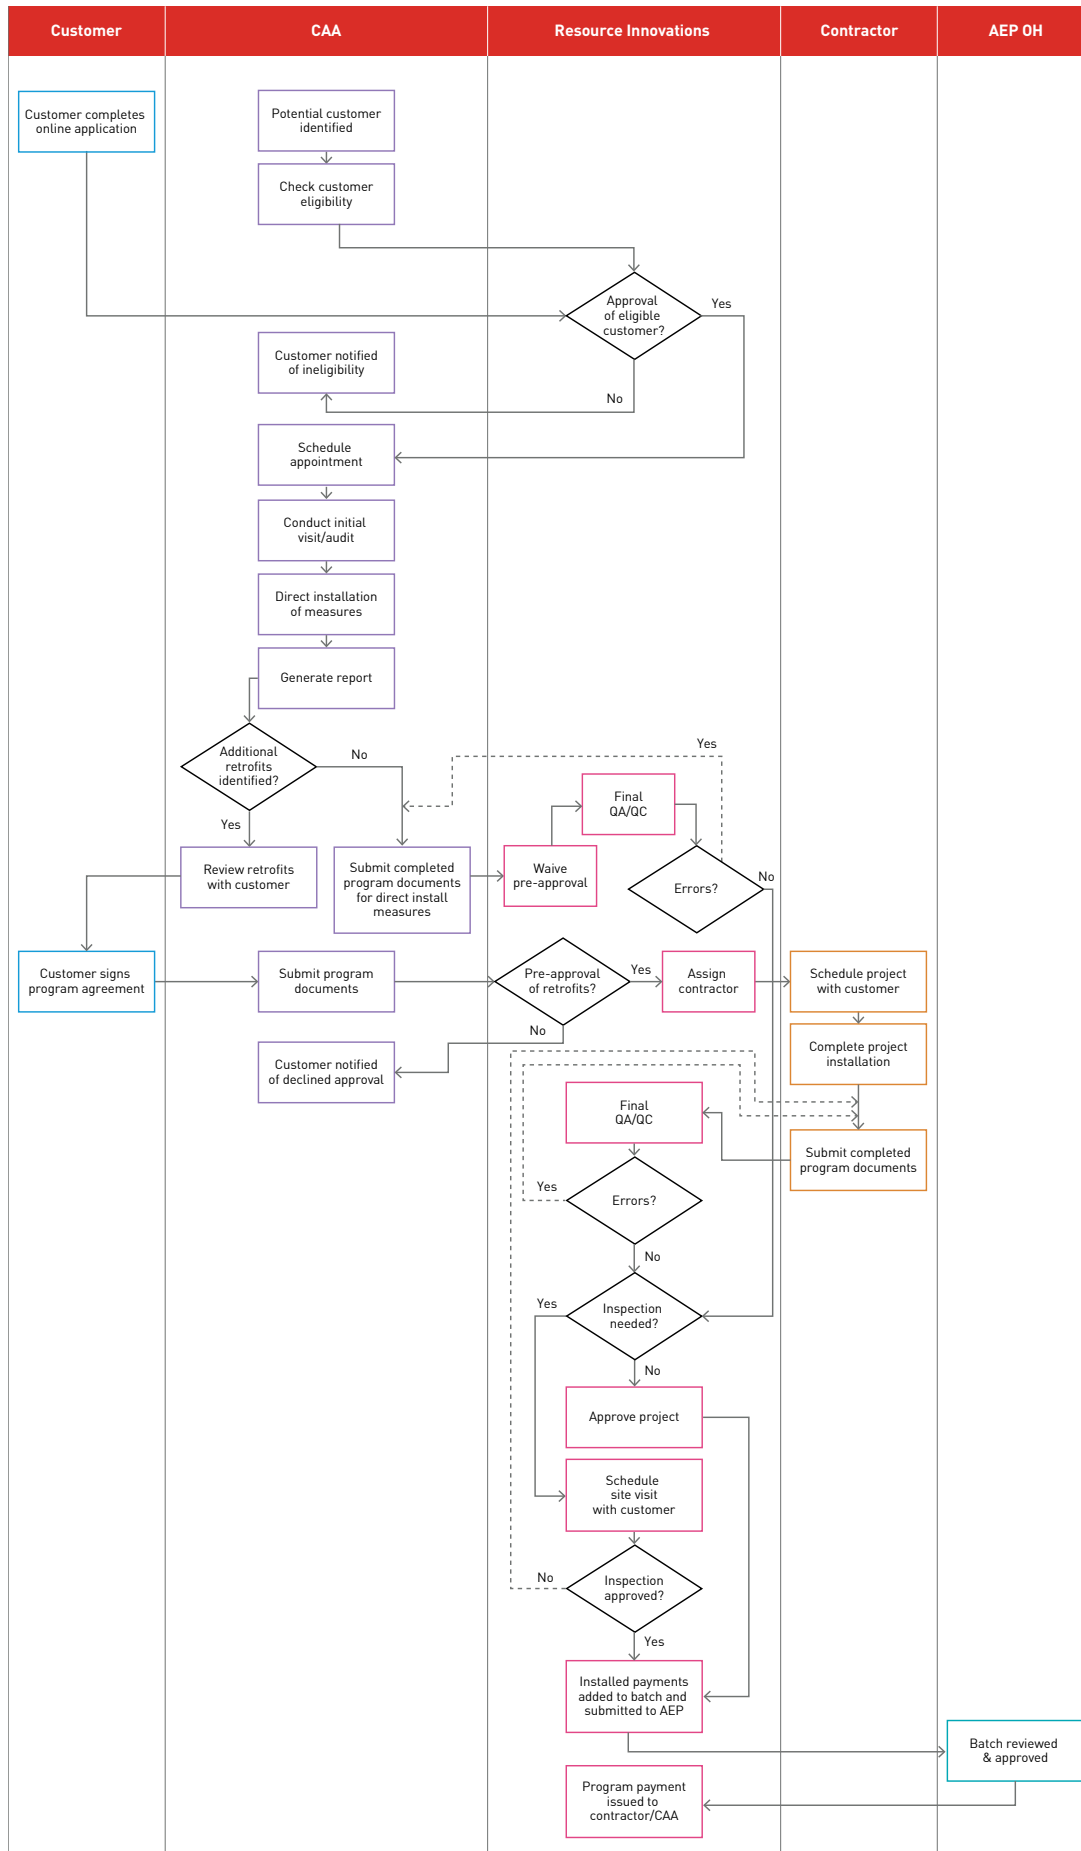 Customer
CAA
Resource Innovations
Contractor
AEP OH
Customer completes
online application
Potential customer
identified
Check customer
eligibility
Approval
of eligible
customer?
Yes
No
Customer notified
of ineligibility
Schedule
appointment
Conduct initial
visit/audit
Direct installation
of measures
Generate report
Additional
retrofits
identified?
No
Yes
Yes
Final
QA/QC
Review retrofits
with customer
Submit completed
program documents
for direct install
measures
Waive
pre-approval
Errors?
No
Customer signs
program agreement
Submit program
documents
Pre-approval
of retrofits?
Yes
Assign
contractor
Schedule project
with customer
No
Customer notified
of declined approval
Complete project
installation
Final
QA/QC
Submit completed
program documents
Yes
Errors?
No
Yes
Inspection
needed?
No
Approve project
Schedule
site visit
with customer
No
Inspection
approved?
Yes
Installed payments
added to batch and
submitted to AEP
Batch reviewed
& approved
Program payment
issued to
contractor/CAA